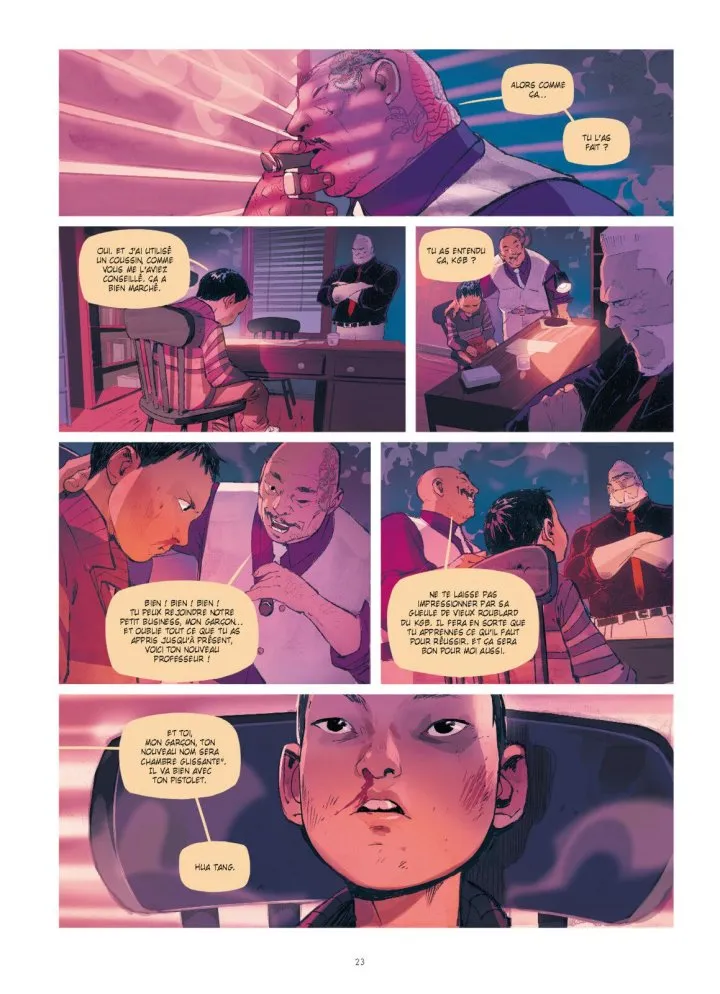 ALORS COMME
ÇA...
TU L'AS
FAIT ?
OUI. ET J'AI UTILISÉ
UN COUSSIN, COMME
VOUS ME L'AVIEZ
CONSEILLÉ. ÇA A
BIEN MARCHÉ.
TU AS ENTENDU
ÇA, KGB ?
BIEN ! BIEN ! BIEN !
TU PEUX REJOINDRE NOTRE
PETIT BUSINESS, MON GARÇON...
ET OUBLIE TOUT CE QUE TU AS
APPRIS JUSQU'À PRÉSENT,
VOICI TON NOUVEAU
PROFESSEUR !
NE TE LAISSE PAS
IMPRESSIONNER PAR SA
GUEULE DE VIEUX ROUBLARD
DU KGB. IL FERA EN SORTE
QUE TU APPRENNES CE QU'IL FAUT
POUR RÉUSSIR. ET ÇA SERA
BON POUR MOI AUSSI.
ET TOI,
MON GARÇON, TON
NOUVEAU NOM SERA
CHAMBRE GLISSANTE*.
IL VA BIEN AVEC
TON PISTOLET.
HUA TANG.
23